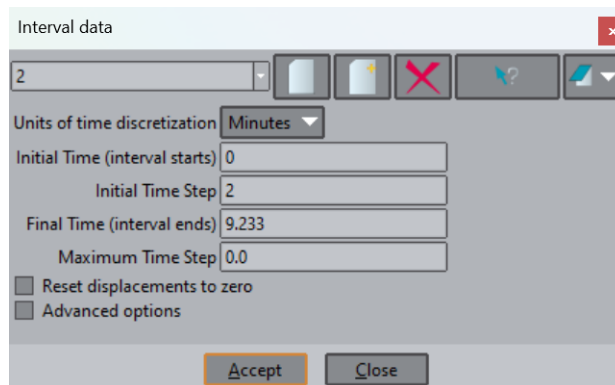 Interval data
2
Units of time discretization Minutes
Initial Time (interval starts) 0
Initial Time Step 2
Final Time (interval ends) 9.233
Maximum Time Step 0.0
Reset displacements to zero
Advanced options
Accept Close